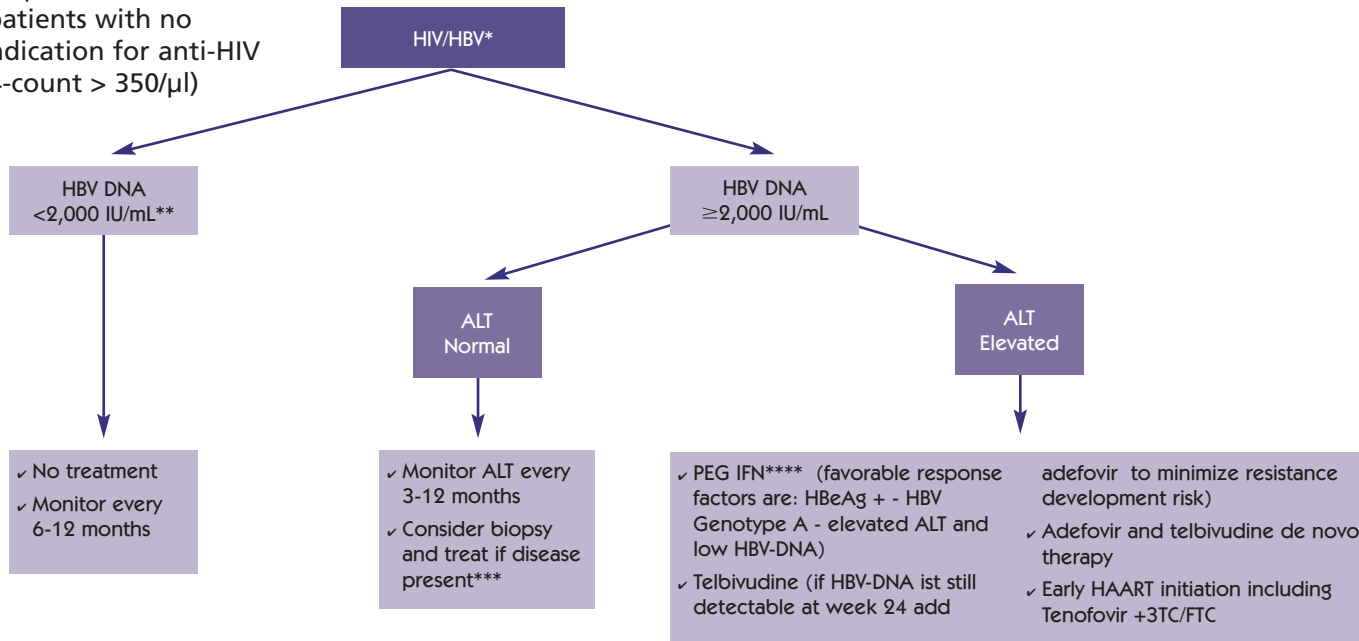 patients with no
ndication for anti-HIV
-count > 350/µl)
HIV/HBV*
HBV DNA
<2,000 IU/mL**
HBV DNA
≥2,000 IU/mL
ALT
Normal
ALT
Elevated
✓ No treatment
✓ Monitor every
6-12 months
✓ Monitor ALT every
3-12 months
✓ Consider biopsy
and treat if disease
present***
✓ PEG IFN**** (favorable response
factors are: HBeAg + - HBV
Genotype A - elevated ALT and
low HBV-DNA)
✓ Telbivudine (if HBV-DNA ist still
detectable at week 24 add
adefovir to minimize resistance
development risk)
✓ Adefovir and telbivudine de novo
therapy
✓ Early HAART initiation including
Tenofovir +3TC/FTC